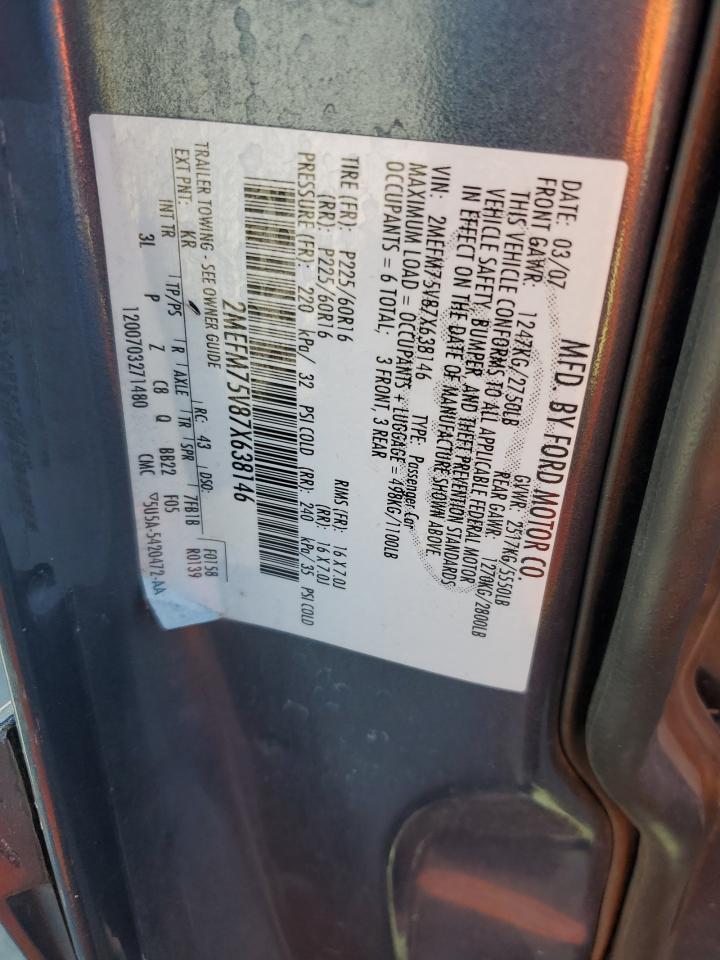 MFD. BY FORD MOTOR CO.
DATE: 03/07 GVWR: 2517KG/5550LB
FRONT GAWR: 1247KG/2750LB REAR GAWR: 1270KG/2800LB
THIS VEHICLE CONFORMS TO ALL APPLICABLE FEDERAL MOTOR
VEHICLE SAFETY, BUMPER, AND THEFT PREVENTION STANDARDS
IN EFFECT ON THE DATE OF MANUFACTURE SHOWN ABOVE.
VIN: 2MEFM75V87X638146 TYPE: Passenger Car
MAXIMUM LOAD = OCCUPANTS + LUGGAGE = 498KG/1100LB
OCCUPANTS = 6 TOTAL, 3 FRONT, 3 REAR
TIRE (FR): P225/60R16 RIMS (FR): 16 X 7.0J
(RR): P225/60R16 (RR): 16 X 7.0J
PRESSURE (FR): 220 kPa/ 32 PSI COLD (RR): 240 kPa/35 PSI COLD
2MEFM75V87X638146
TRAILER TOWING - SEE OWNER GUIDE F0158
EXT PNT: KR RC: 43 DSO: R0139
INT TR TP/PS R AXLE TR SPR 7FB1B
3L P Z C8 Q BB22 F05
1200703271480 CMC ▽5U5A-5420472-AA